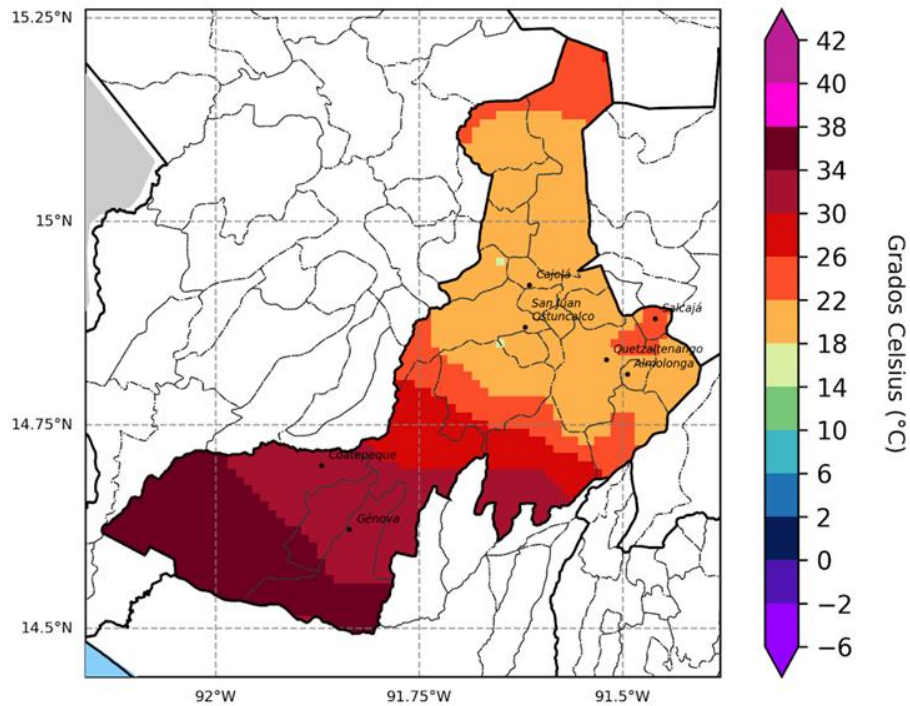 15.25°N
15°N
14.75°N
14.5°N
92°W
91.75°W
91.5°W
Cajolá
San Juan
Ostuncalco
Salcajá
Quetzaltenango
Almolonga
Coatepeque
Génova
42
40
38
34
30
26
22
18
14
10
6
2
0
−2
−6
Grados Celsius (°C)